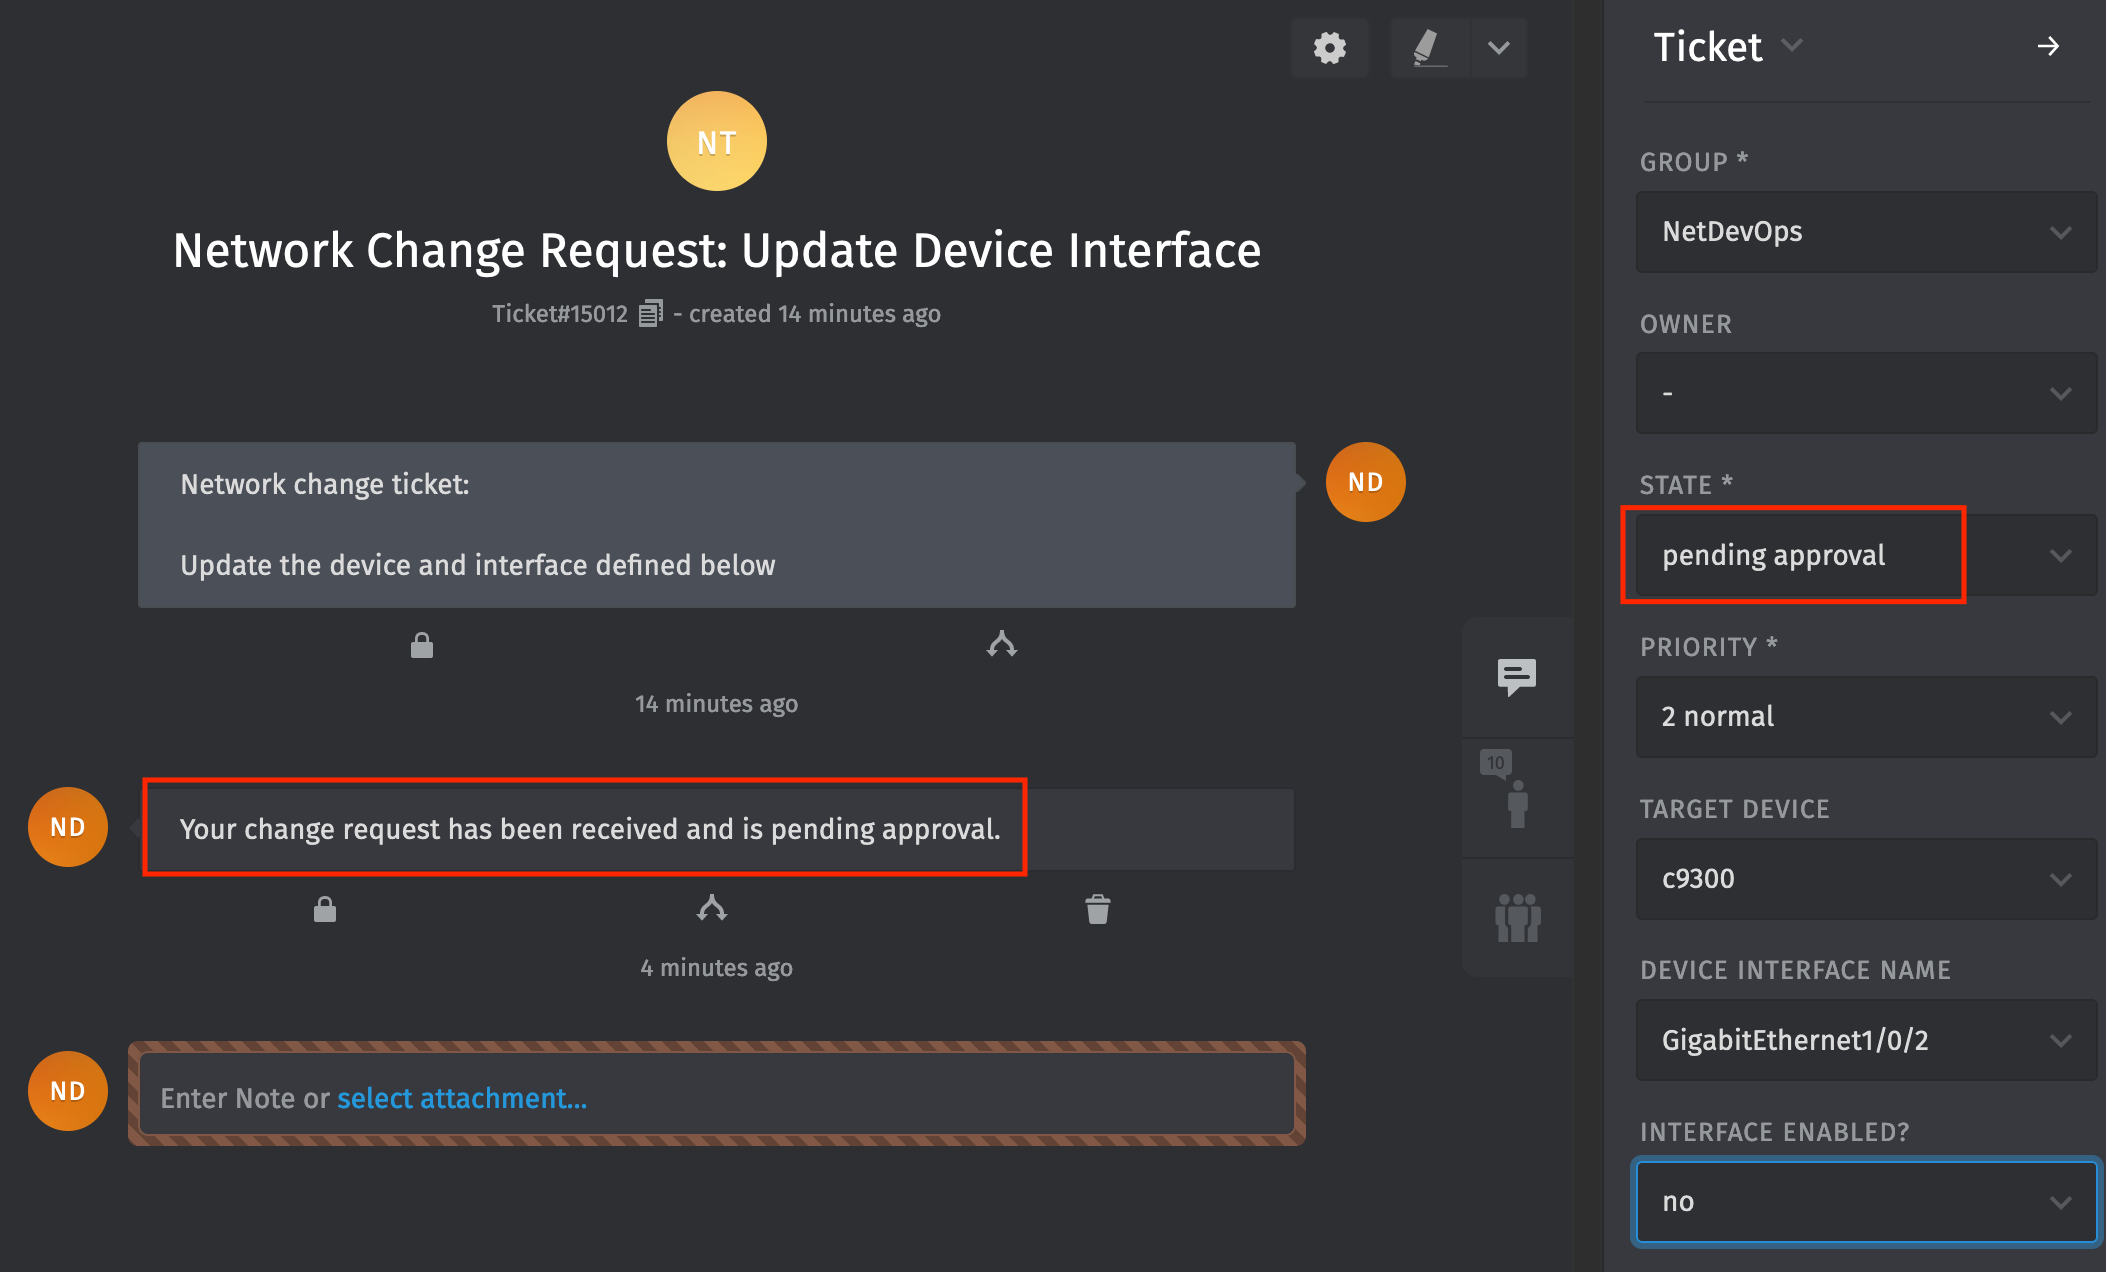 NT
Network Change Request: Update Device Interface
Ticket#15012 - created 14 minutes ago
Network change ticket:
Update the device and interface defined below
ND
14 minutes ago
ND
Your change request has been received and is pending approval.
4 minutes ago
ND
Enter Note or select attachment...
10
Ticket
GROUP *
NetDevOps
OWNER
-
STATE *
pending approval
PRIORITY *
2 normal
TARGET DEVICE
c9300
DEVICE INTERFACE NAME
GigabitEthernet1/0/2
INTERFACE ENABLED?
no